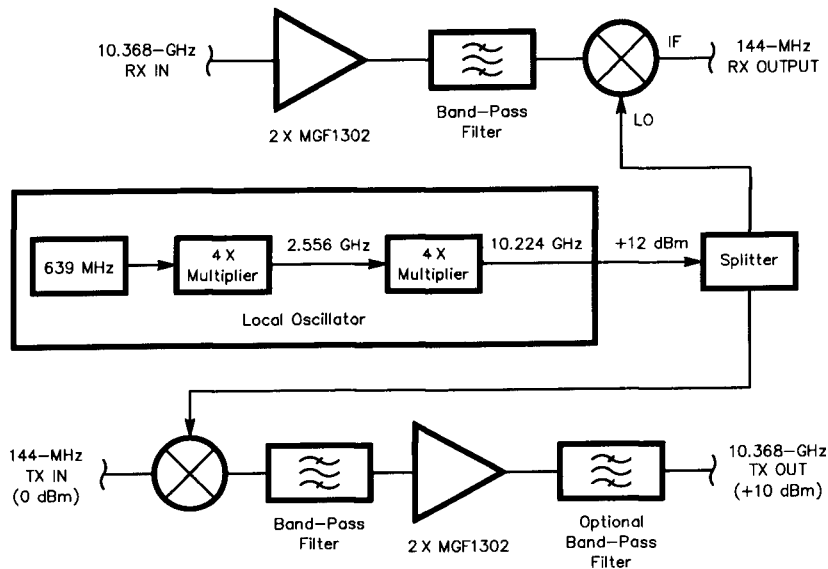 10.368-GHz
RX IN
2 X MGF1302
Band-Pass
Filter
IF
LO
144-MHz
RX OUTPUT
639 MHz
4 X
Multiplier
2.556 GHz
4 X
Multiplier
10.224 GHz
+12 dBm
Splitter
Local Oscillator
144-MHz
TX IN
(0 dBm)
Band-Pass
Filter
2 X MGF1302
Optional
Band-Pass
Filter
10.368-GHz
TX OUT
(+10 dBm)